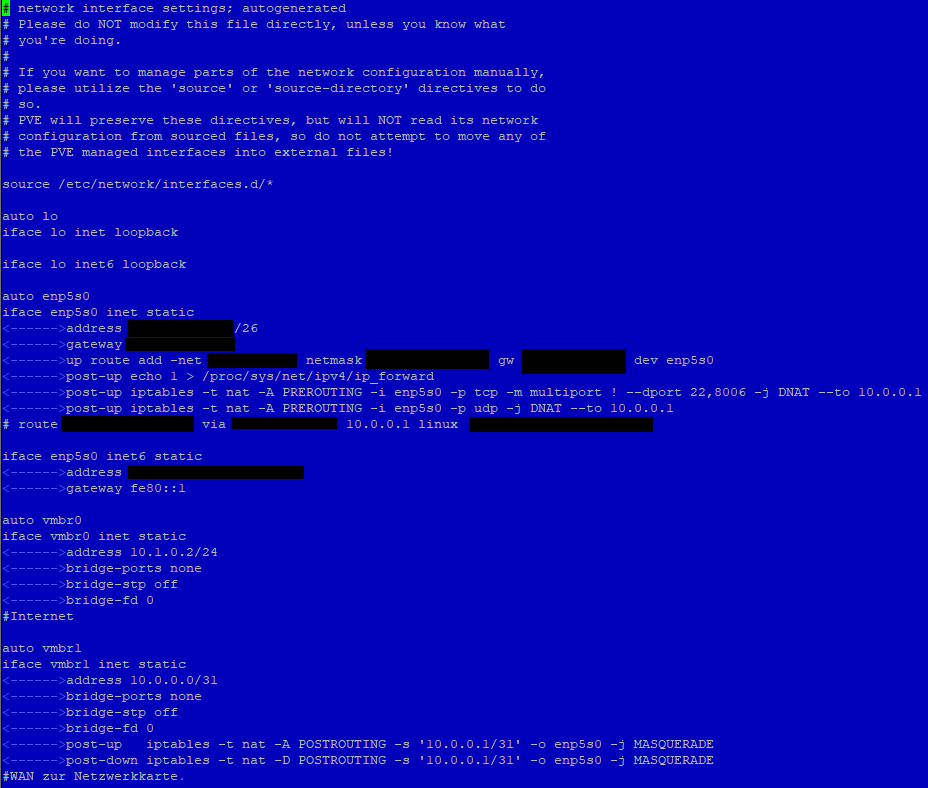 # network interface settings; autogenerated
# Please do NOT modify this file directly, unless you know what
# you're doing.
#
# If you want to manage parts of the network configuration manually,
# please utilize the 'source' or 'source-directory' directives to do
# so.
# PVE will preserve these directives, but will NOT read its network
# configuration from sourced files, so do not attempt to move any of
# the PVE managed interfaces into external files!
source /etc/network/interfaces.d/*
auto lo
iface lo inet loopback
iface lo inet6 loopback
auto enp5s0
iface enp5s0 inet static
<------>address /26
<------>gateway
<------>up route add -net netmask gw dev enp5s0
<------>post-up echo 1 > /proc/sys/net/ipv4/ip_forward
<------>post-up iptables -t nat -A PREROUTING -i enp5s0 -p tcp -m multiport ! --dport 22,8006 -j DNAT --to 10.0.0.1
<------>post-up iptables -t nat -A PREROUTING -i enp5s0 -p udp -j DNAT --to 10.0.0.1
# route via 10.0.0.1 linux
iface enp5s0 inet6 static
<------>address
<------>gateway fe80::1
auto vmbr0
iface vmbr0 inet static
<------>address 10.1.0.2/24
<------>bridge-ports none
<------>bridge-stp off
<------>bridge-fd 0
#Internet
auto vmbr1
iface vmbr1 inet static
<------>address 10.0.0.0/31
<------>bridge-ports none
<------>bridge-stp off
<------>bridge-fd 0
<------>post-up   iptables -t nat -A POSTROUTING -s '10.0.0.1/31' -o enp5s0 -j MASQUERADE
<------>post-down iptables -t nat -D POSTROUTING -s '10.0.0.1/31' -o enp5s0 -j MASQUERADE
#WAN zur Netzwerkkarte.